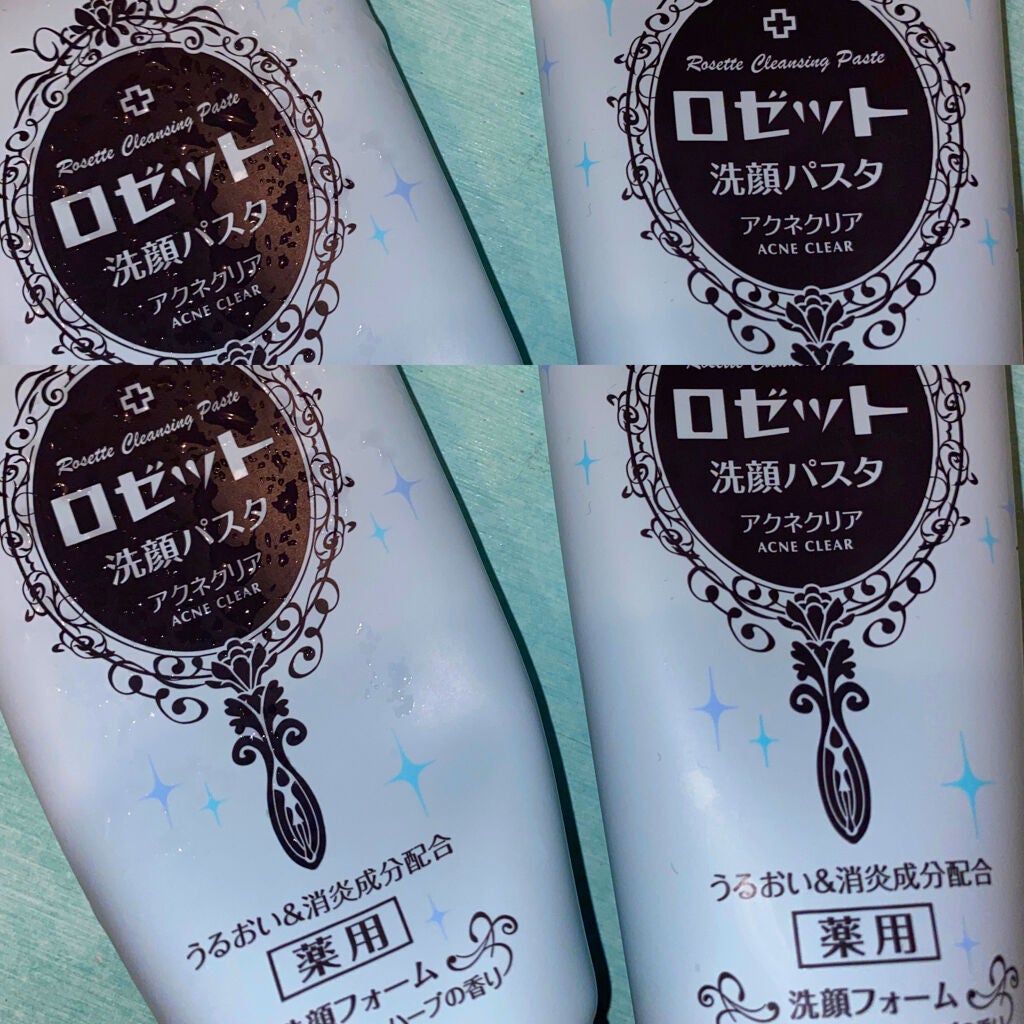 Rosette Cleansing Paste
ロゼット
洗顔パスタ
アクネクリア
ACNE CLEAR
Rosette Cleansing Paste
ロゼット
洗顔パスタ
アクネクリア
ACNE CLEAR
Rosette Cleansing Paste
ロゼット
洗顔パスタ
アクネクリア
ACNE CLEAR
うるおい&消炎成分配合
薬用
洗顔フォーム
ハーブの香り
ロゼット
洗顔パスタ
アクネクリア
ACNE CLEAR
うるおい&消炎成分配合
薬用
洗顔フォーム